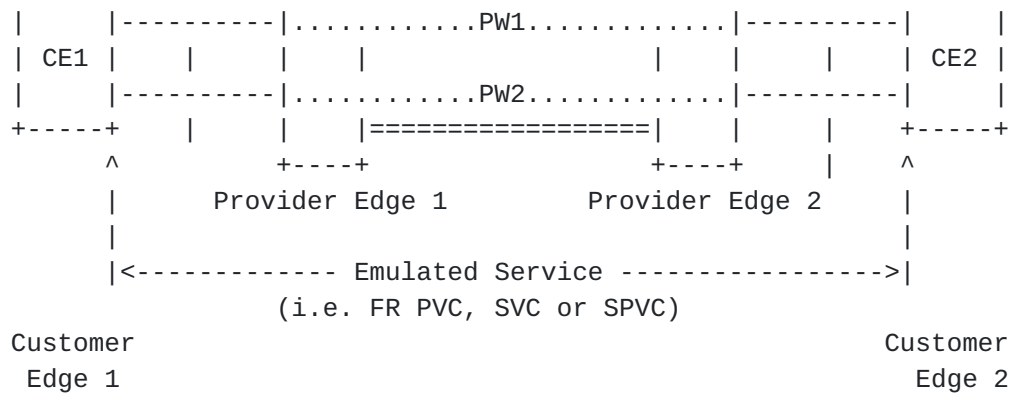 |     |----------|............PW1.............|----------|     |
| CE1 |    |     |    |                  |    |     |    | CE2 |
|     |----------|............PW2.............|----------|     |
+-----+    |     |    |==================|    |     |    +-----+
      ^          +----+                  +----+     |    ^
      |      Provider Edge 1         Provider Edge 2     |
      |                                                  |
      |<------------- Emulated Service ----------------->|
                 (i.e. FR PVC, SVC or SPVC)
Customer                                                Customer
 Edge 1                                                  Edge 2